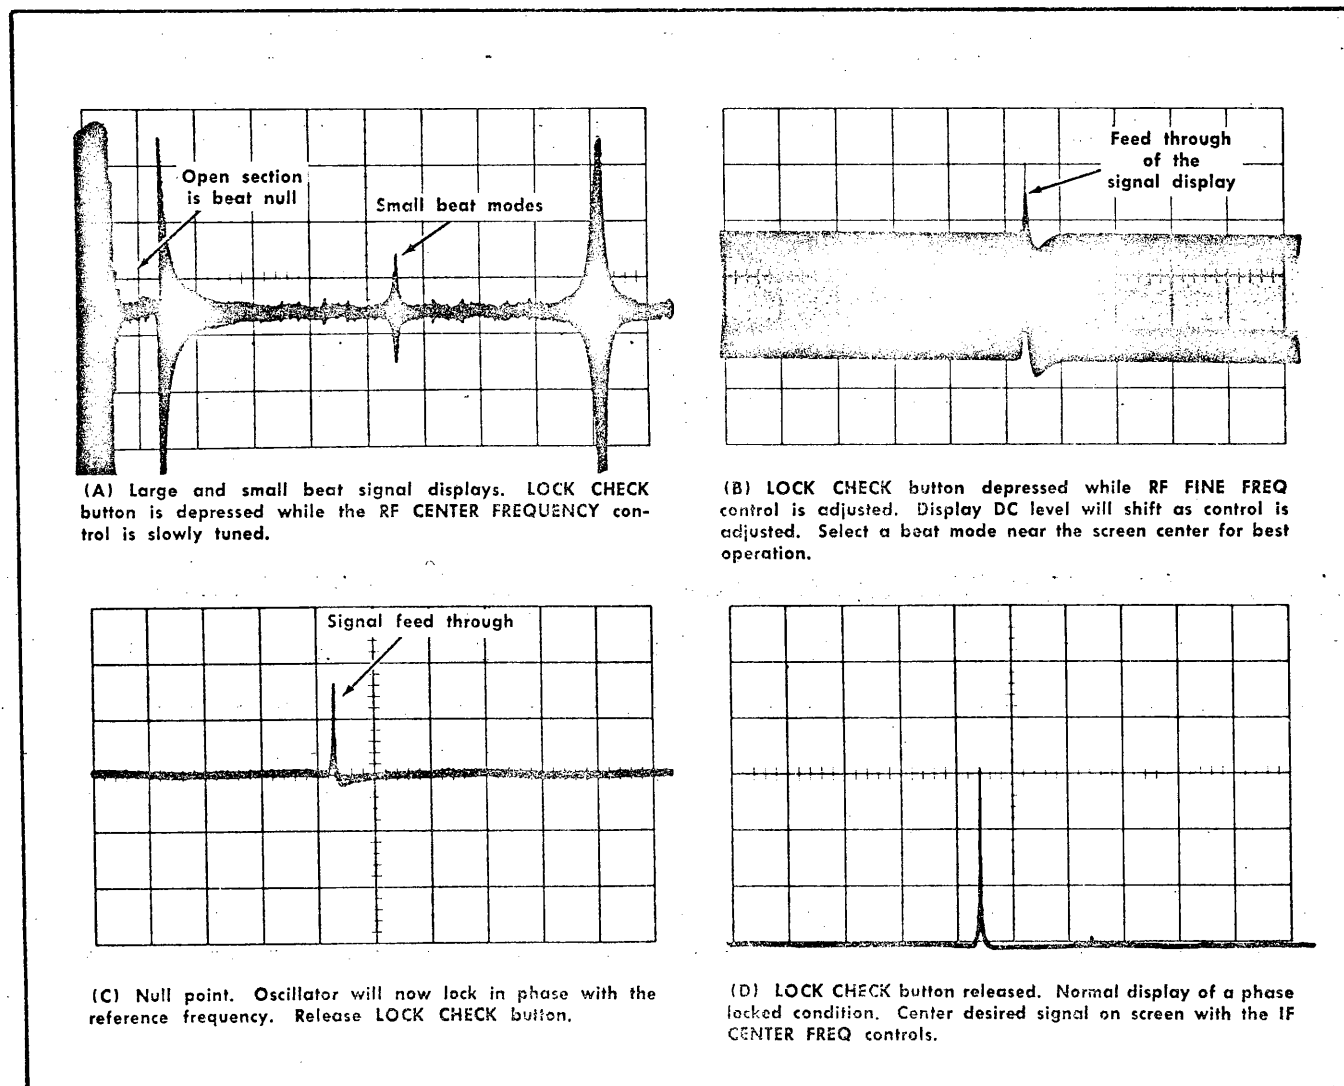 Open section
is beat null
Small beat modes
(A) Large and small beat signal displays. LOCK CHECK
button is depressed while the RF CENTER FREQUENCY con-
trol is slowly tuned.
Feed through
of the
signal display
(B) LOCK CHECK button depressed while RF FINE FREQ
control is adjusted. Display DC level will shift as control is
adjusted. Select a beat mode near the screen center for best
operation.
Signal feed through
(C) Null point. Oscillator will now lock in phase with the
reference frequency. Release LOCK CHECK button.
(D) LOCK CHECK button released. Normal display of a phase
locked condition. Center desired signal on screen with the IF
CENTER FREQ controls.